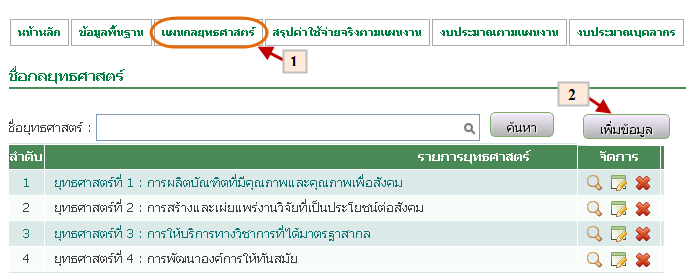 หน้าหลัก ข้อมูลพื้นฐาน แผนกลยุทธศาสตร์ สรุปค่าใช้จ่ายจริงตามแผนงาน งบประมาณตามแผนงาน งบประมาณบุคลากร
1
ชื่อกลยุทธศาสตร์
2
ชื่อยุทธศาสตร์ : ค้นหา เพิ่มข้อมูล
ลำดับ รายการยุทธศาสตร์ จัดการ
1 ยุทธศาสตร์ที่ 1 : การผลิตบัณฑิตที่มีคุณภาพและคุณภาพเพื่อสังคม
2 ยุทธศาสตร์ที่ 2 : การสร้างและเผ่ยแพร่งานวิจัยที่เป็นประโยชน์ต่อสังคม
3 ยุทธศาสตร์ที่ 3 : การให้บริการทางวิชาการที่ได้มาตรฐาสากล
4 ยุทธศาสตร์ที่ 4 : การพัฒนาองค์การให้ทันสมัย